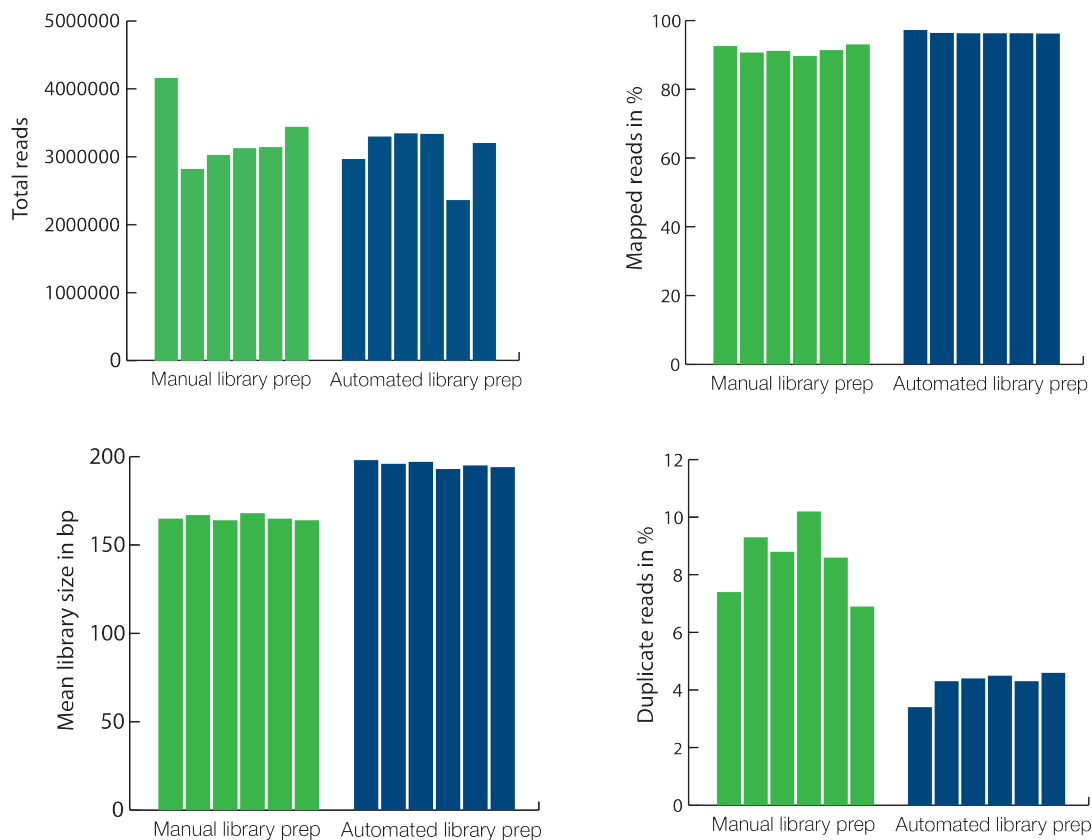 Total reads
5000000
4000000
3000000
2000000
1000000
0
Manual library prep
Automated library prep
Mapped reads in %
100
80
60
40
20
0
Manual library prep
Automated library prep
Mean library size in bp
200
150
100
50
0
Manual library prep
Automated library prep
Duplicate reads in %
12
10
8
6
4
2
0
Manual library prep
Automated library prep